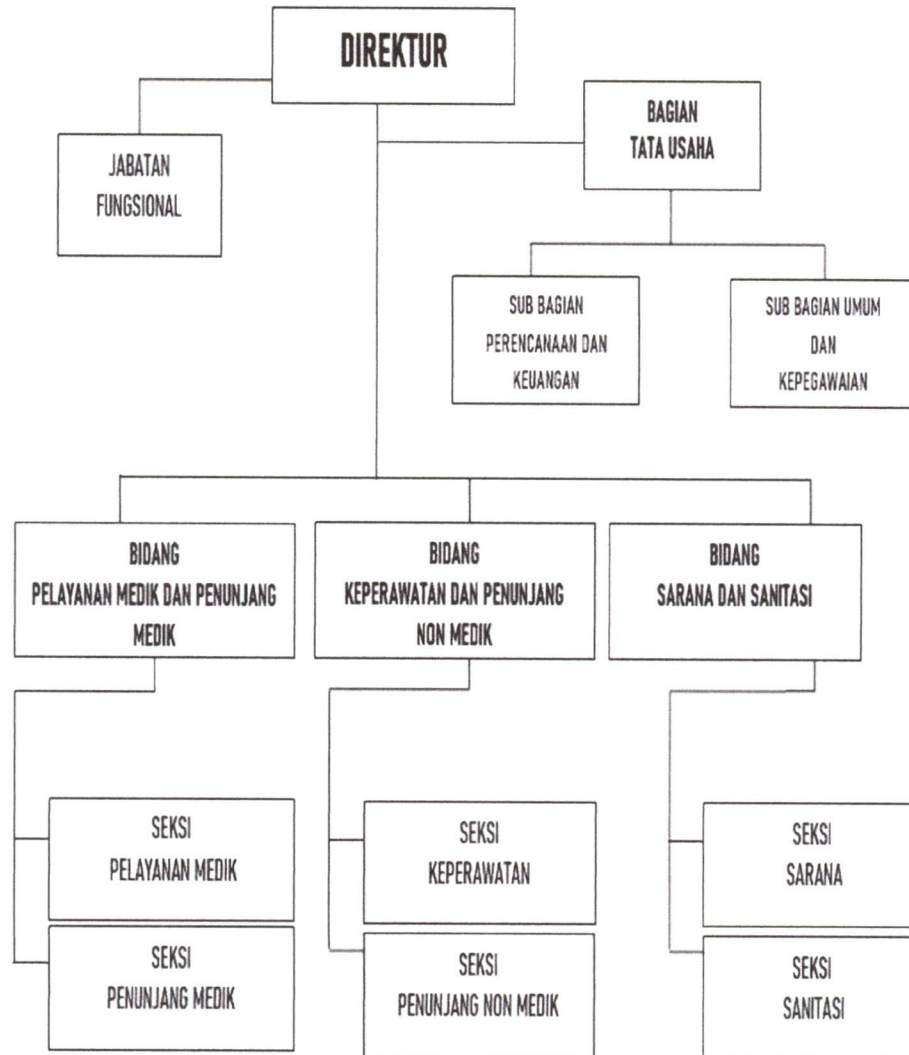 DIREKTUR
BAGIAN
TATA USAHA
JABATAN
FUNGSIONAL
SUB BAGIAN
PERENCANAAN DAN
KEUANGAN
SUB BAGIAN UMUM
DAN
KEPEGAWAIAN
BIDANG
PELAYANAN MEDIK DAN PENUNJANG
MEDIK
BIDANG
KEPERAWATAN DAN PENUNJANG
NON MEDIK
BIDANG
SARANA DAN SANITASI
SEKSI
PELAYANAN MEDIK
SEKSI
KEPERAWATAN
SEKSI
SARANA
SEKSI
PENUNJANG MEDIK
SEKSI
PENUNJANG NON MEDIK
SEKSI
SANITASI